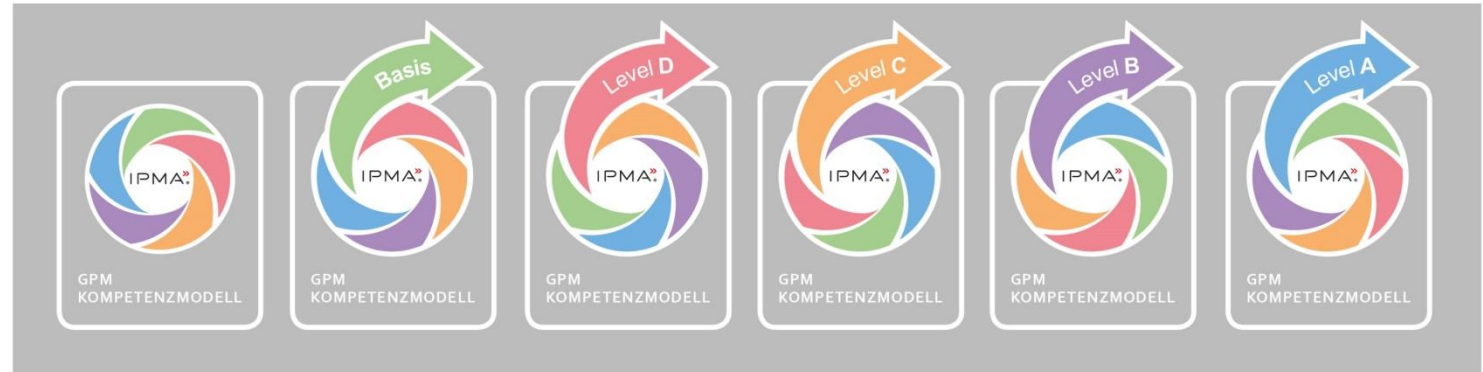 IPMA
GPM
KOMPETENZMODELL
Basis
IPMA
GPM
KOMPETENZMODELL
Level D
IPMA
GPM
KOMPETENZMODELL
Level C
IPMA
GPM
KOMPETENZMODELL
Level B
IPMA
GPM
KOMPETENZMODELL
Level A
IPMA
GPM
KOMPETENZMODELL